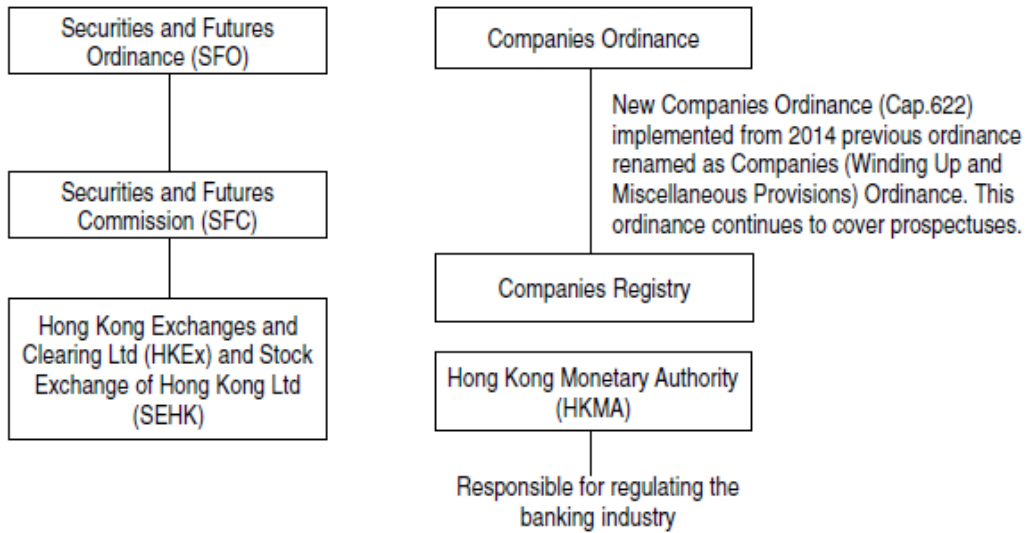 Securities and Futures
Ordinance (SFO)
Securities and Futures
Commission (SFC)
Hong Kong Exchanges and
Clearing Ltd (HKEx) and Stock
Exchange of Hong Kong Ltd
(SEHK)
Companies Ordinance
New Companies Ordinance (Cap.622)
implemented from 2014 previous ordinance
renamed as Companies (Winding Up and
Miscellaneous Provisions) Ordinance. This
ordinance continues to cover prospectuses.
Companies Registry
Hong Kong Monetary Authority
(HKMA)
Responsible for regulating the
banking industry